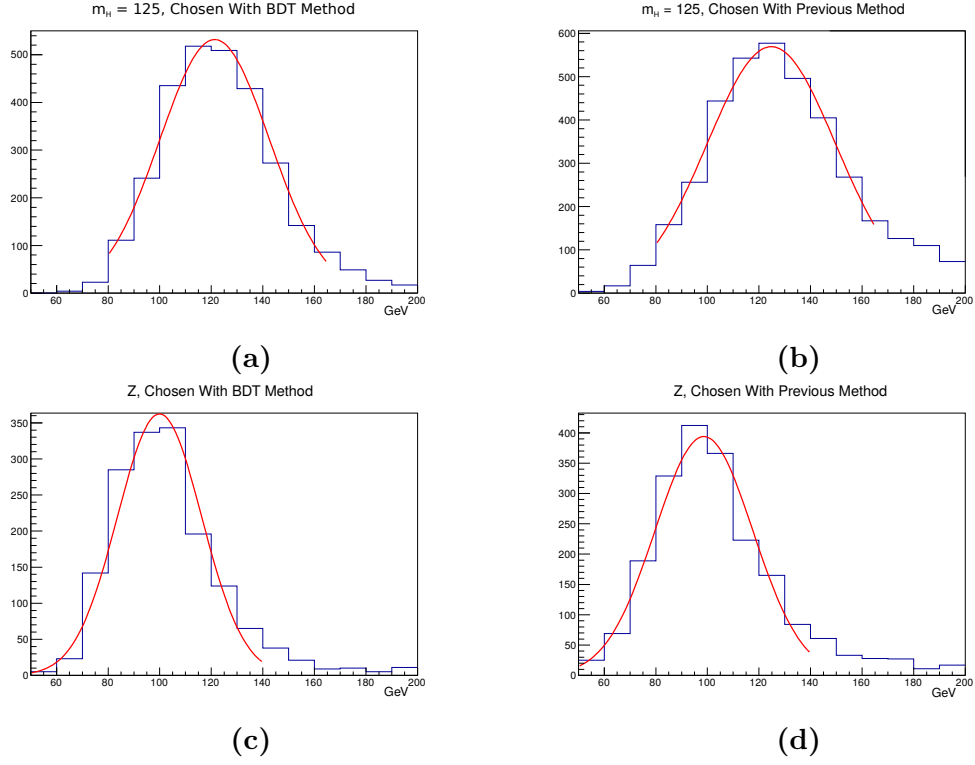 m_H = 125, Chosen With BDT Method
500
400
300
200
100
0
60 80 100 120 140 160 180 200
GeV
(a)
m_H = 125, Chosen With Previous Method
600
500
400
300
200
100
0
60 80 100 120 140 160 180 200
GeV
(b)
Z, Chosen With BDT Method
350
300
250
200
150
100
50
0
60 80 100 120 140 160 180 200
GeV
(c)
Z, Chosen With Previous Method
400
350
300
250
200
150
100
50
0
60 80 100 120 140 160 180 200
GeV
(d)